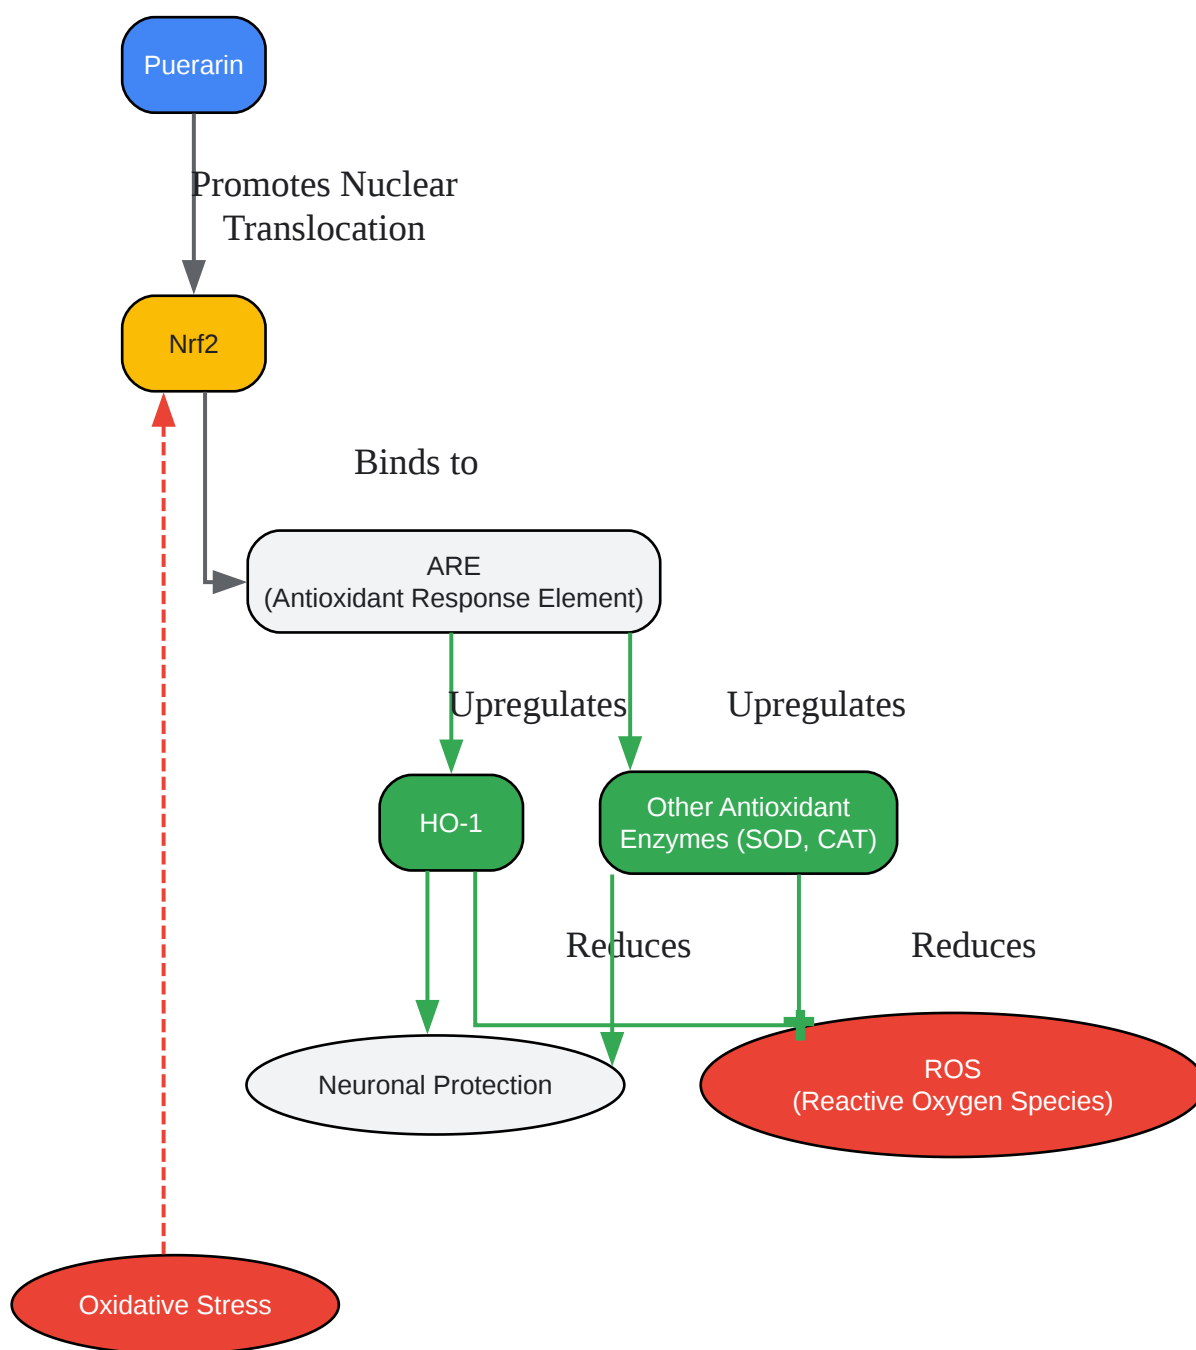 Puerarin
Promotes Nuclear
Translocation
Nrf2
Binds to
ARE
(Antioxidant Response Element)
Upregulates
Upregulates
HO-1
Other Antioxidant
Enzymes (SOD, CAT)
Reduces
Reduces
Neuronal Protection
ROS
(Reactive Oxygen Species)
Oxidative Stress